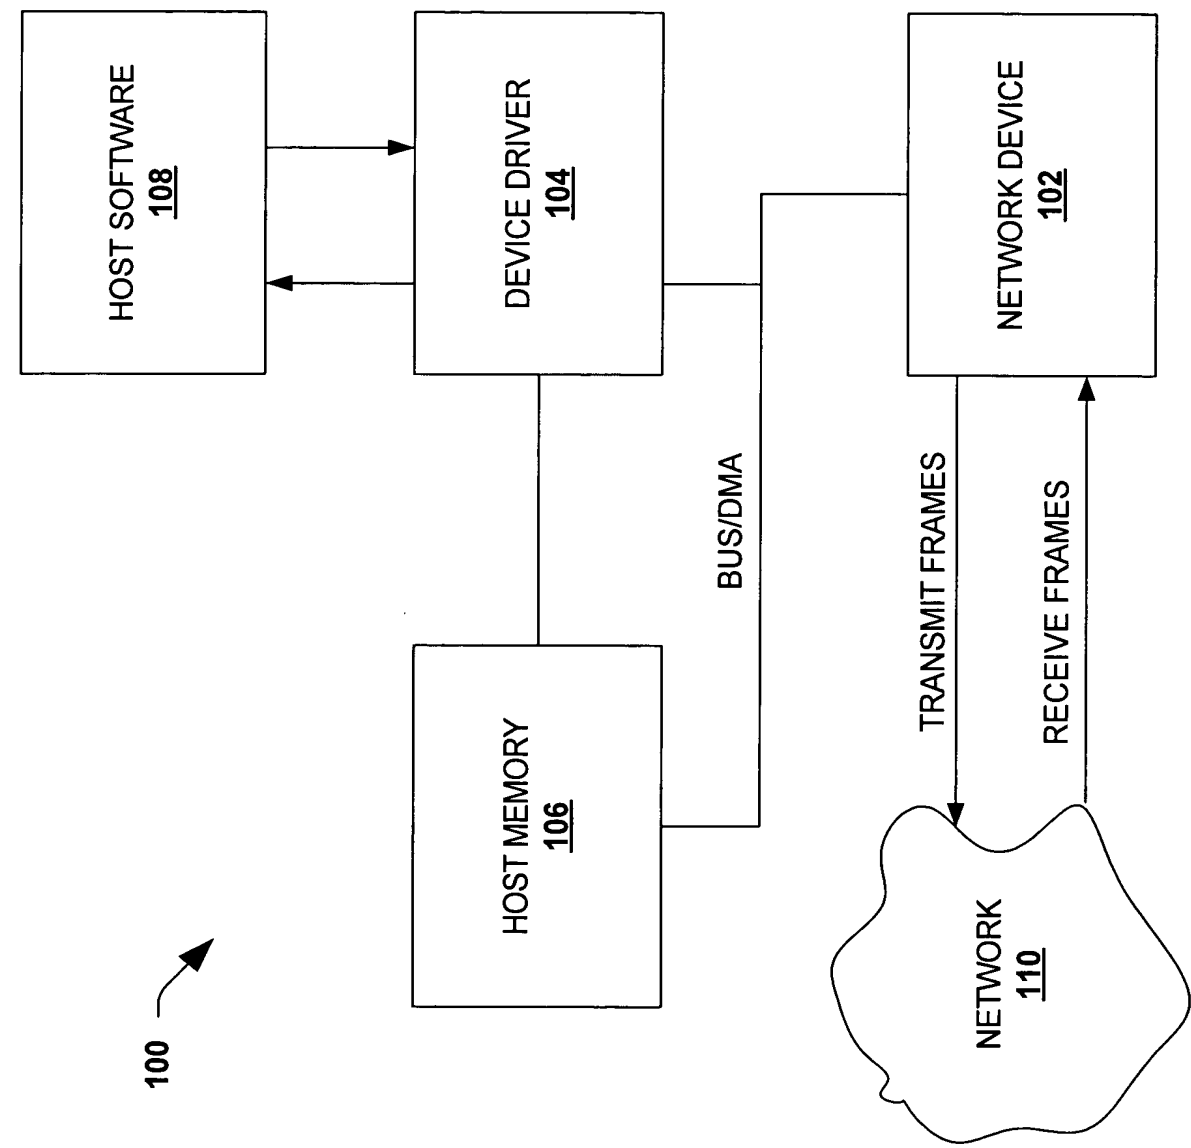 100
HOST SOFTWARE
108
HOST MEMORY
106
DEVICE DRIVER
104
BUS/DMA
NETWORK
110
TRANSMIT FRAMES
RECEIVE FRAMES
NETWORK DEVICE
102